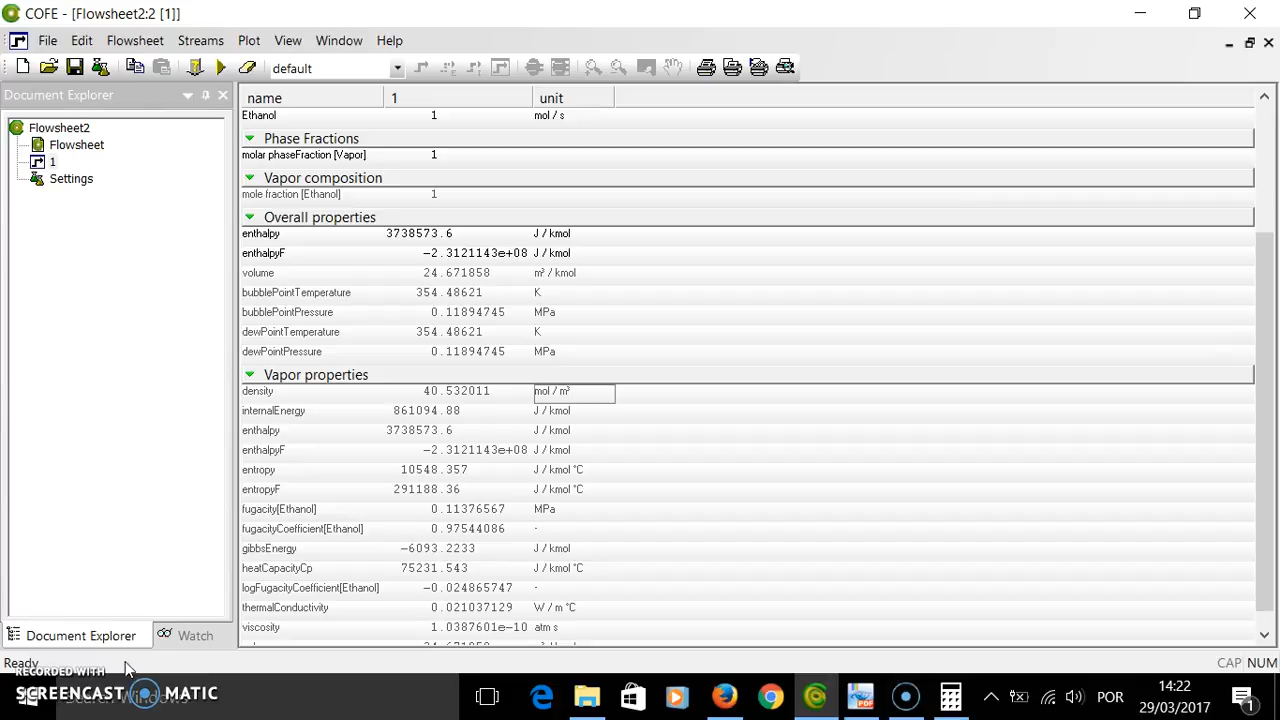 COFE - [Flowsheet2:2 [1]]
File Edit Flowsheet Streams Plot View Window Help
default
Document Explorer
Flowsheet2
Flowsheet
1
Settings
Document Explorer Watch
name 1 unit
Ethanol 1 mol / s
Phase Fractions
molar phaseFraction [Vapor] 1
Vapor composition
mole fraction [Ethanol] 1
Overall properties
enthalpy 3738573.6 J / kmol
enthalpyF −2.3121143e+08 J / kmol
volume 24.671858 m³ / kmol
bubblePointTemperature 354.48621 K
bubblePointPressure 0.11894745 MPa
dewPointTemperature 354.48621 K
dewPointPressure 0.11894745 MPa
Vapor properties
density 40.532011 mol / m³
internalEnergy 861094.88 J / kmol
enthalpy 3738573.6 J / kmol
enthalpyF −2.3121143e+08 J / kmol
entropy 10548.357 J / kmol °C
entropyF 291188.36 J / kmol °C
fugacity[Ethanol] 0.11376567 MPa
fugacityCoefficient[Ethanol] 0.97544086 -
gibbsEnergy −6093.2233 J / kmol
heatCapacityCp 75231.543 J / kmol °C
logFugacityCoefficient[Ethanol] −0.024865747 -
thermalConductivity 0.021037129 W / m °C
viscosity 1.0387601e−10 atm s
Ready
CAP NUM
RECORDED WITH
SCREENCAST MATIC
Search Windows
POR
14:22
29/03/2017
1